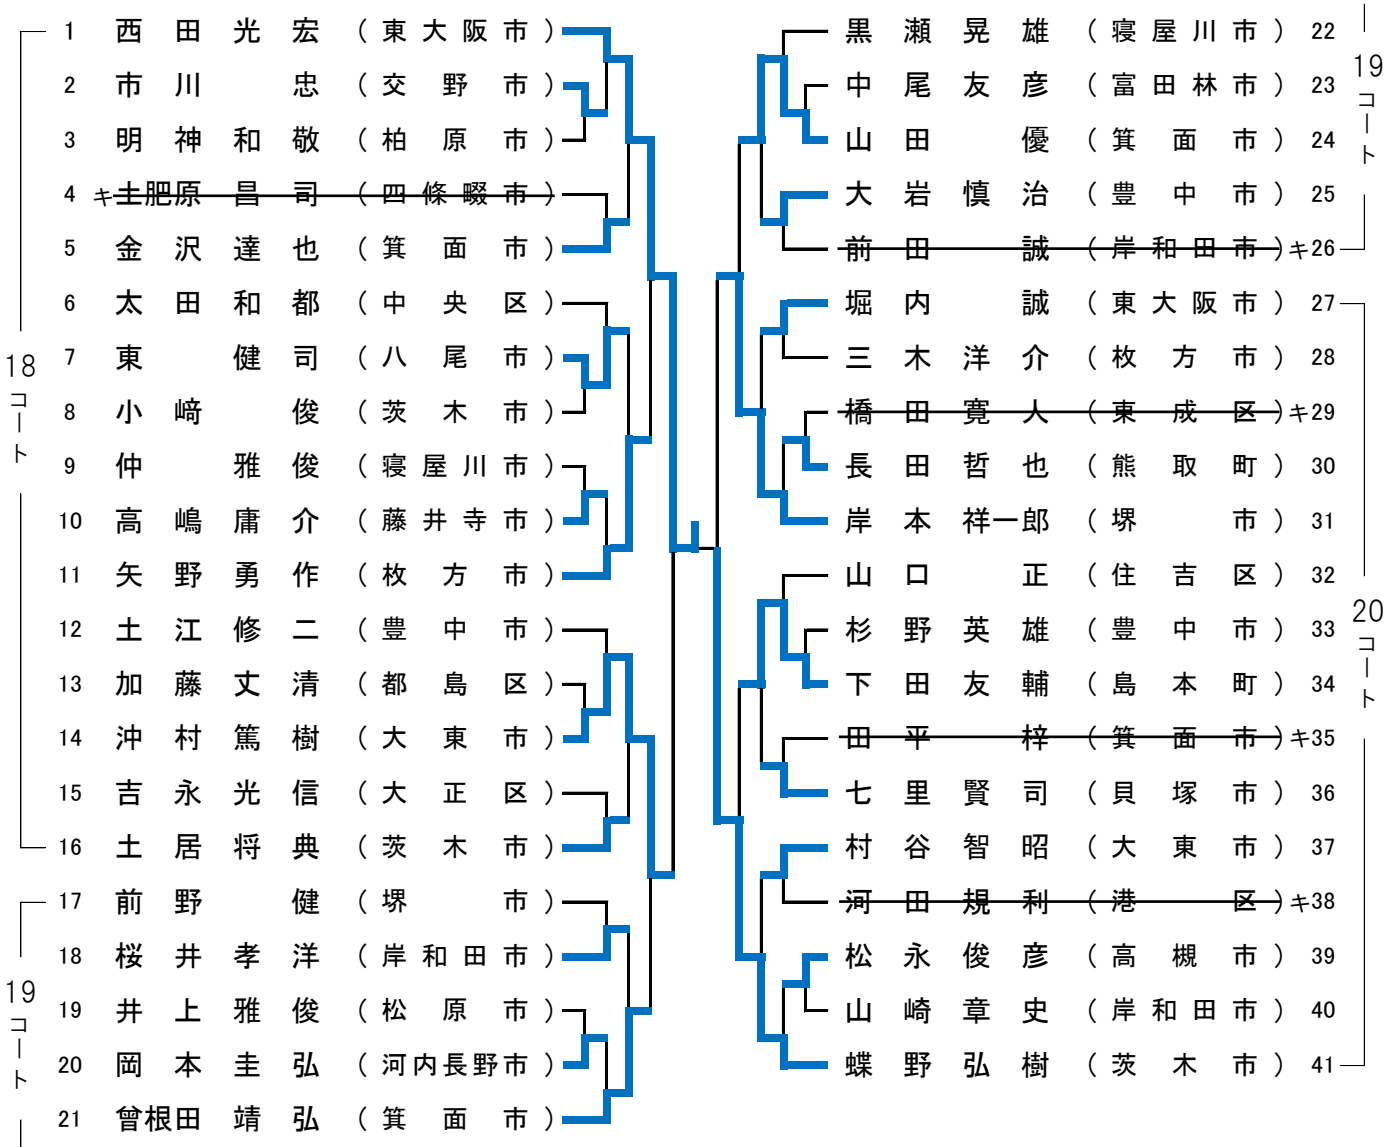 1 西田光宏 （東大阪市）
2 市川 忠 （交野市）
3 明神和敬 （柏原市）
4 キ 土肥原昌司 （四條畷市）
5 金沢達也 （箕面市）
6 太田和都 （中央区）
7 東 健司 （八尾市）
8 小﨑 俊 （茨木市）
9 仲 雅俊 （寝屋川市）
10 高嶋庸介 （藤井寺市）
11 矢野勇作 （枚方市）
12 土江修二 （豊中市）
13 加藤丈清 （都島区）
14 沖村篤樹 （大東市）
15 吉永光信 （大正区）
16 土居将典 （茨木市）
17 前野 健 （堺市）
18 桜井孝洋 （岸和田市）
19 井上雅俊 （松原市）
20 岡本圭弘 （河内長野市）
21 曾根田靖弘 （箕面市）
18コート
19コート
黒瀬晃雄 （寝屋川市） 22
中尾友彦 （富田林市） 23
山田 優 （箕面市） 24
大岩慎治 （豊中市） 25
前田 誠 （岸和田市） キ 26
堀内 誠 （東大阪市） 27
三木洋介 （枚方市） 28
橋田寛人 （東成区） キ 29
長田哲也 （熊取町） 30
岸本祥一郎 （堺市） 31
山口 正 （住吉区） 32
杉野英雄 （豊中市） 33
下田友輔 （島本町） 34
田平 梓 （箕面市） キ 35
七里賢司 （貝塚市） 36
村谷智昭 （大東市） 37
河田規利 （港区） キ 38
松永俊彦 （高槻市） 39
山崎章史 （岸和田市） 40
蝶野弘樹 （茨木市） 41
19コート
20コート